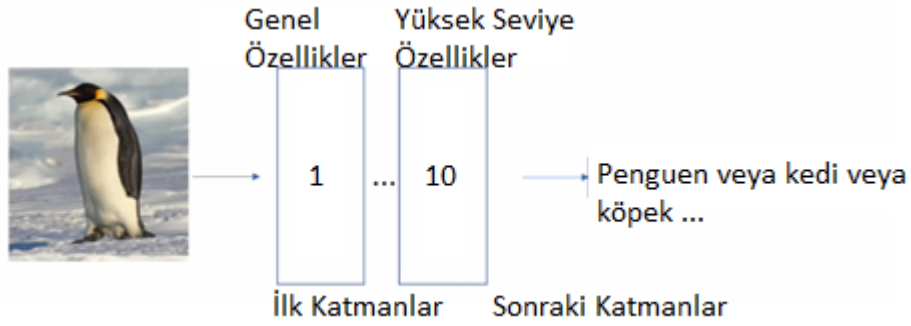 Genel
Özellikler
Yüksek Seviye
Özellikler
1
...
10
Penguen veya kedi veya
köpek ...
İlk Katmanlar
Sonraki Katmanlar